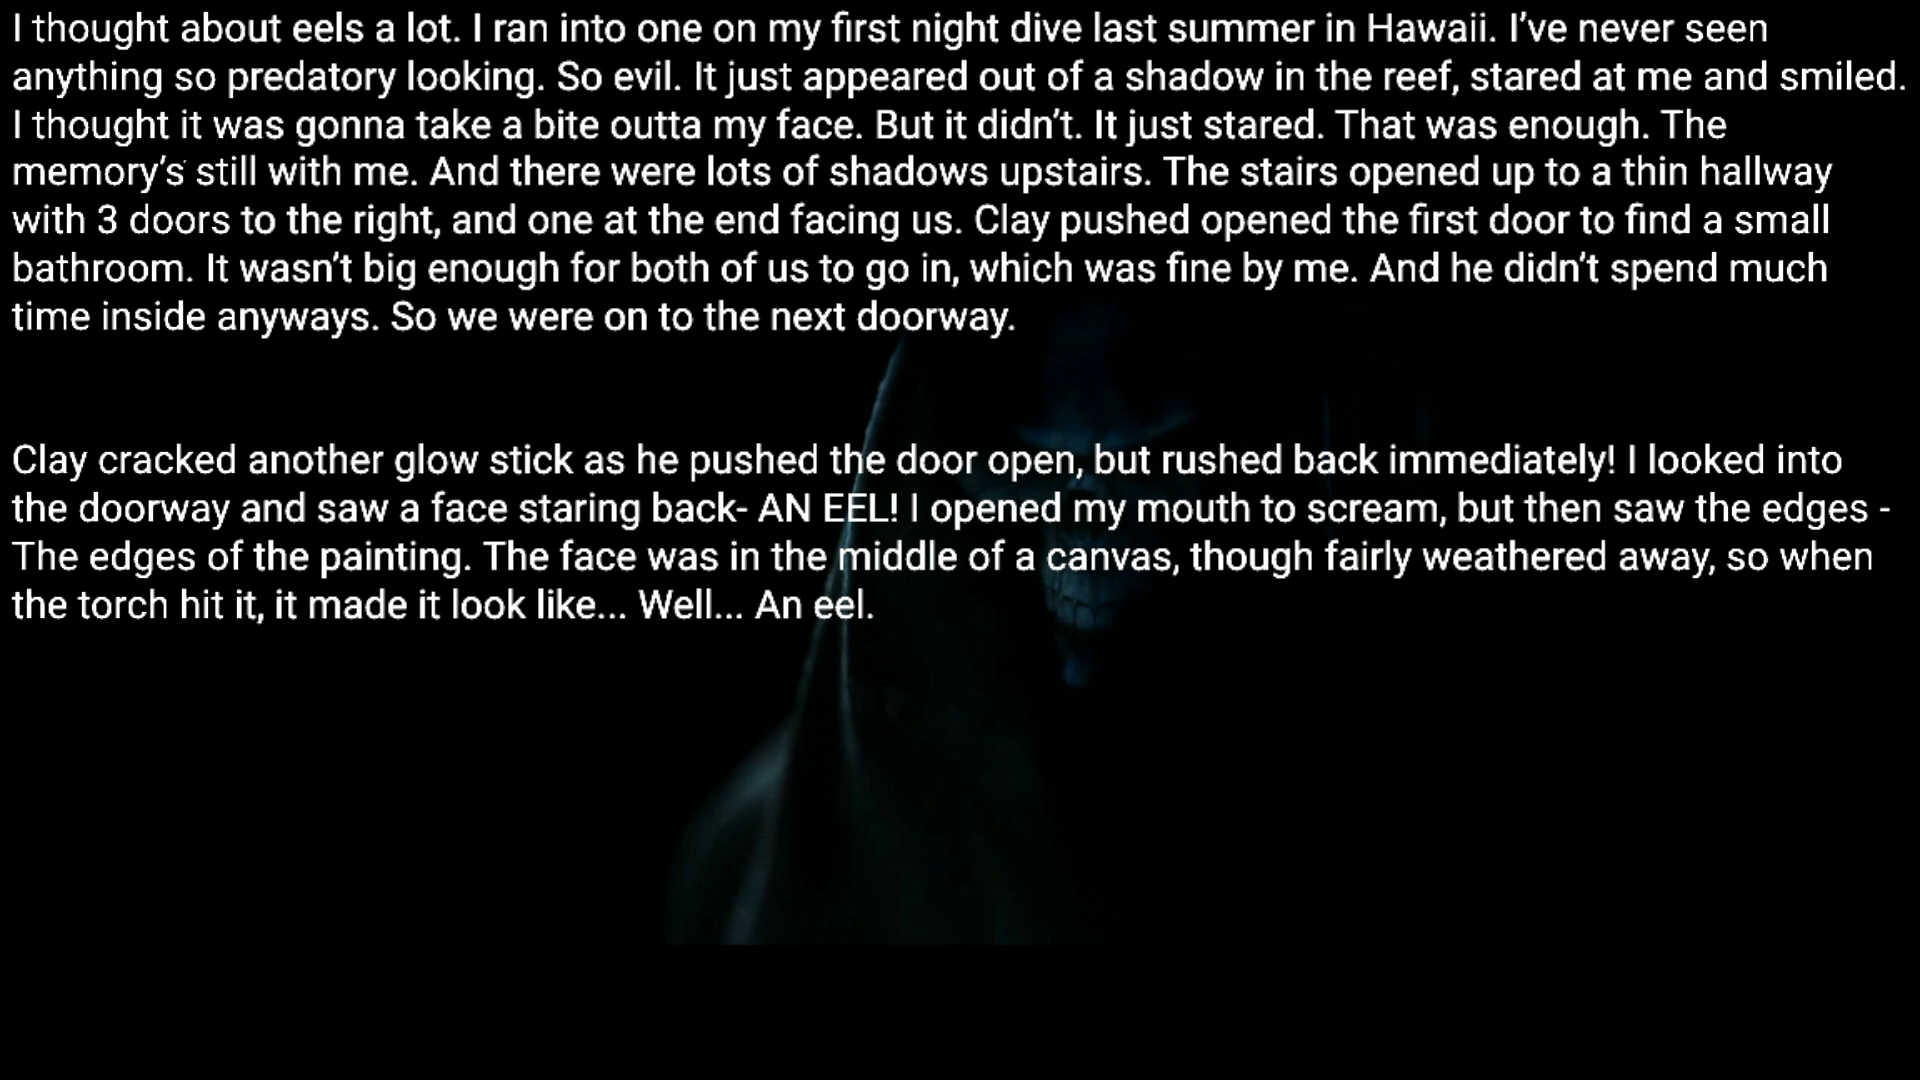 I thought about eels a lot. I ran into one on my first night dive last summer in Hawaii. I’ve never seen
anything so predatory looking. So evil. It just appeared out of a shadow in the reef, stared at me and smiled.
I thought it was gonna take a bite outta my face. But it didn’t. It just stared. That was enough. The
memory’s still with me. And there were lots of shadows upstairs. The stairs opened up to a thin hallway
with 3 doors to the right, and one at the end facing us. Clay pushed opened the first door to find a small
bathroom. It wasn’t big enough for both of us to go in, which was fine by me. And he didn’t spend much
time inside anyways. So we were on to the next doorway.
Clay cracked another glow stick as he pushed the door open, but rushed back immediately! I looked into
the doorway and saw a face staring back- AN EEL! I opened my mouth to scream, but then saw the edges -
The edges of the painting. The face was in the middle of a canvas, though fairly weathered away, so when
the torch hit it, it made it look like... Well... An eel.